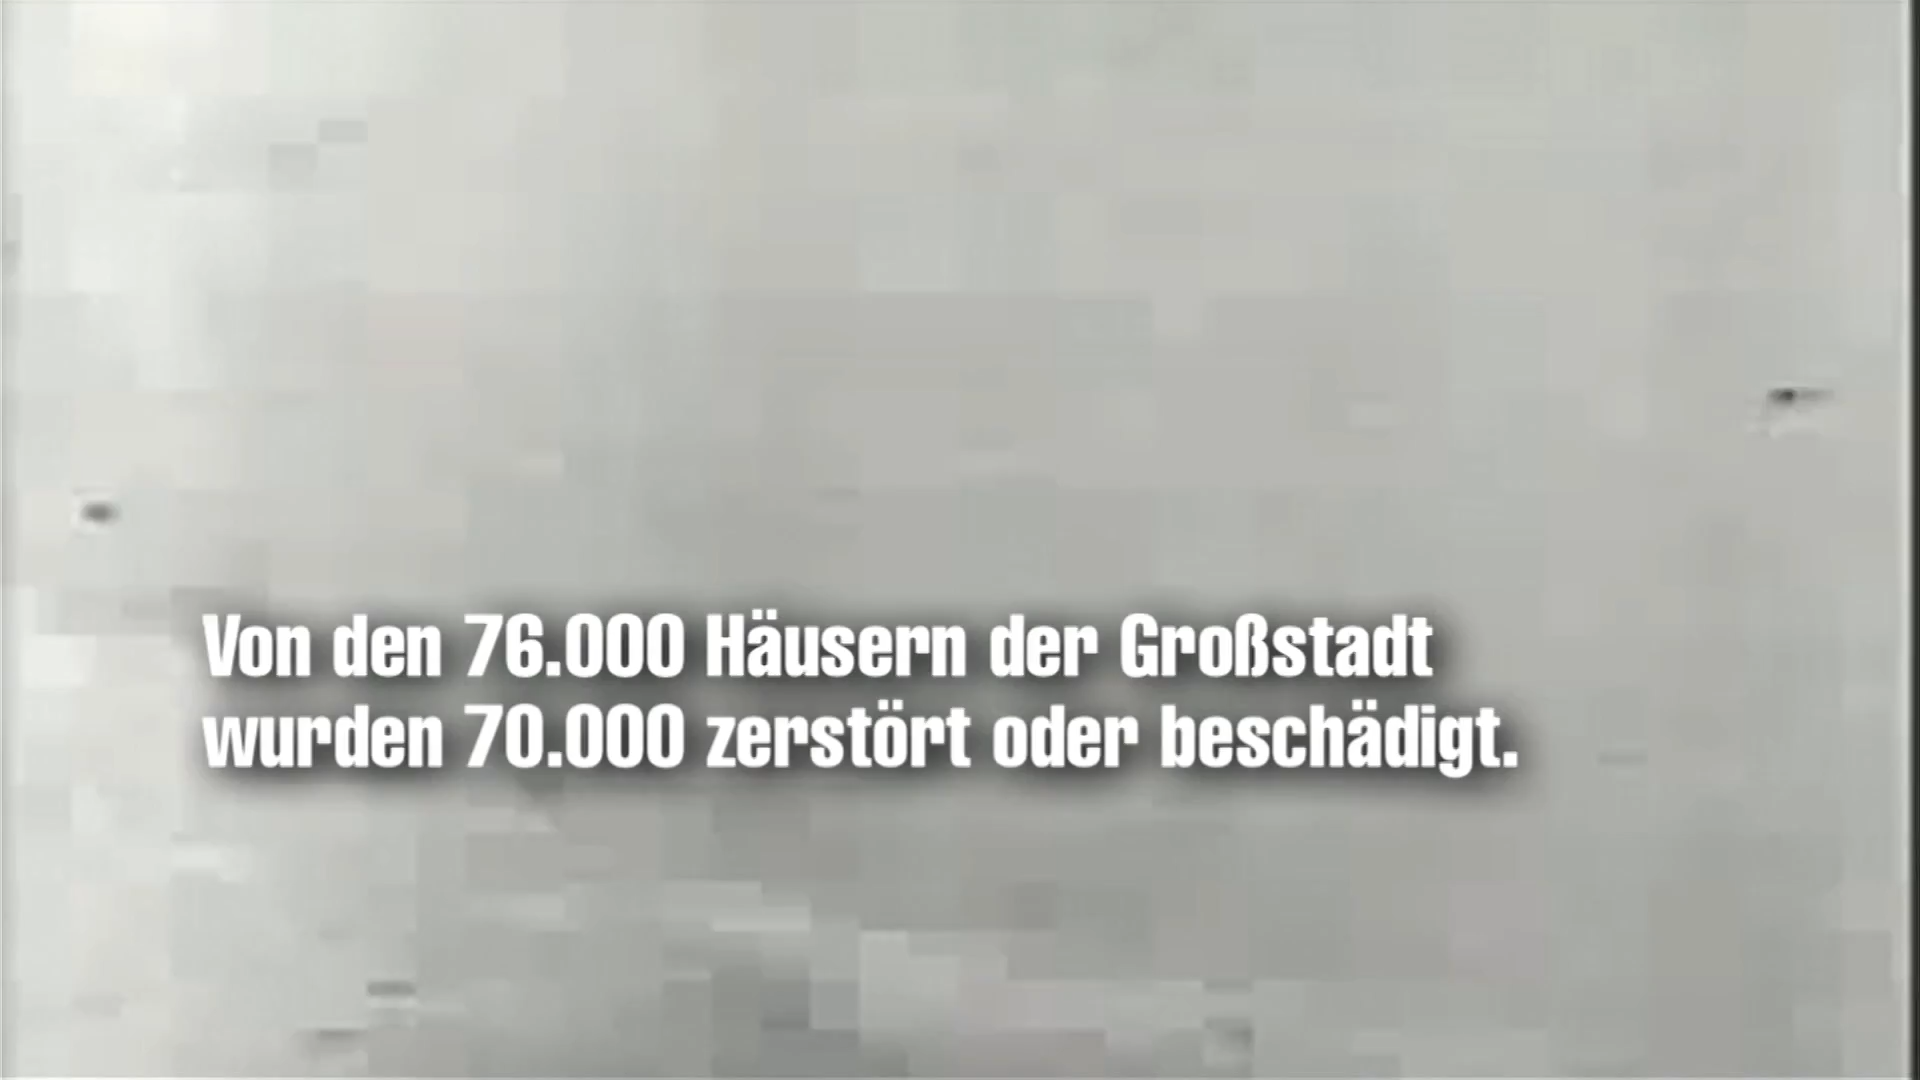 Von den 76.000 Häusern der Großstadt
wurden 70.000 zerstört oder beschädigt.